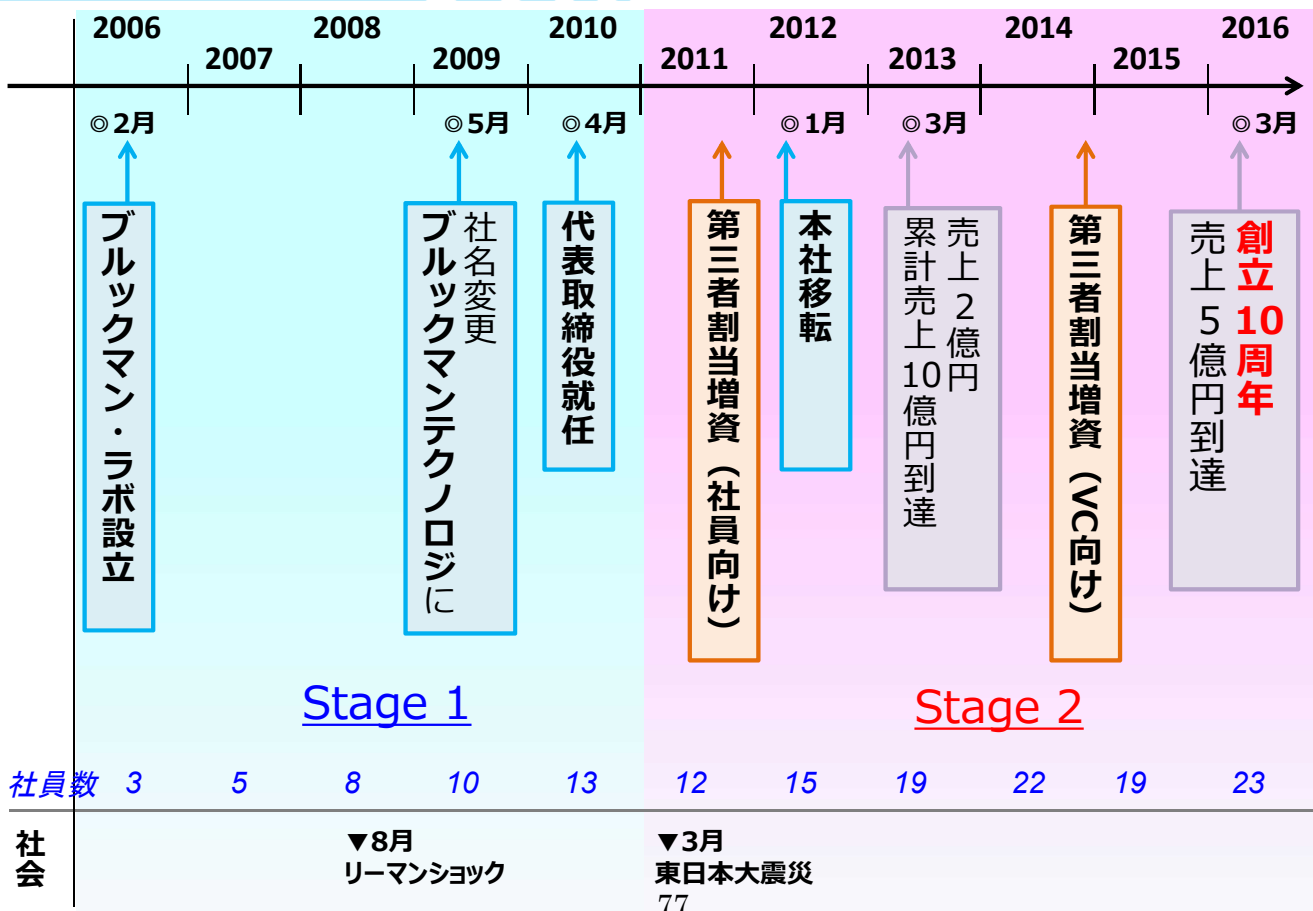 2006
2007
2008
2009
2010
2011
2012
2013
2014
2015
2016
◎2月
◎5月
◎4月
◎1月
◎3月
◎3月
ブルックマン・ラボ設立
社名変更
ブルックマンテクノロジに
代表取締役就任
第三者割当増資（社員向け）
本社移転
売上2億円
累計売上10億円到達
第三者割当増資（VC向け）
創立10周年
売上5億円到達
Stage 1
Stage 2
社員数 3 5 8 10 13 12 15 19 22 19 23
社会
▼8月
リーマンショック
▼3月
東日本大震災
77